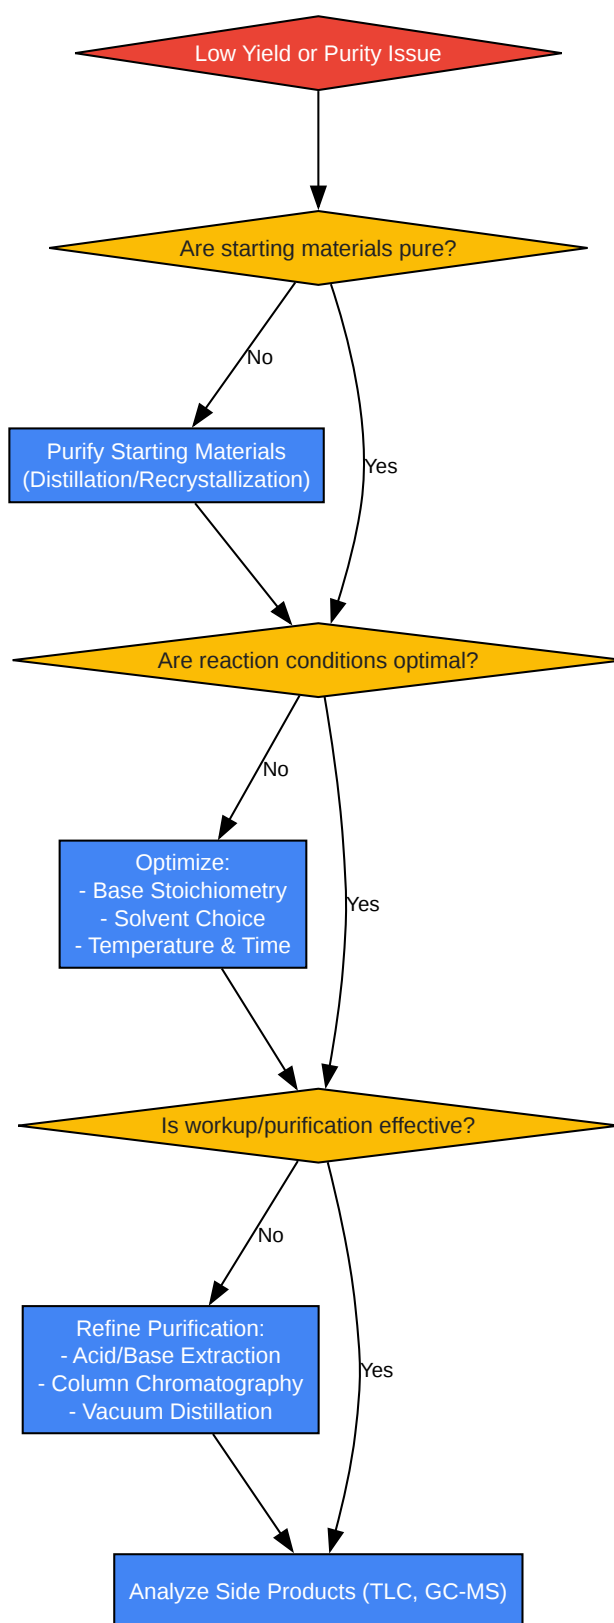 Low Yield or Purity Issue
Are starting materials pure?
No
Purify Starting Materials
(Distillation/Recrystallization)
Yes
Are reaction conditions optimal?
No
Optimize:
- Base Stoichiometry
- Solvent Choice
- Temperature & Time
Yes
Is workup/purification effective?
No
Refine Purification:
- Acid/Base Extraction
- Column Chromatography
- Vacuum Distillation
Yes
Analyze Side Products (TLC, GC-MS)